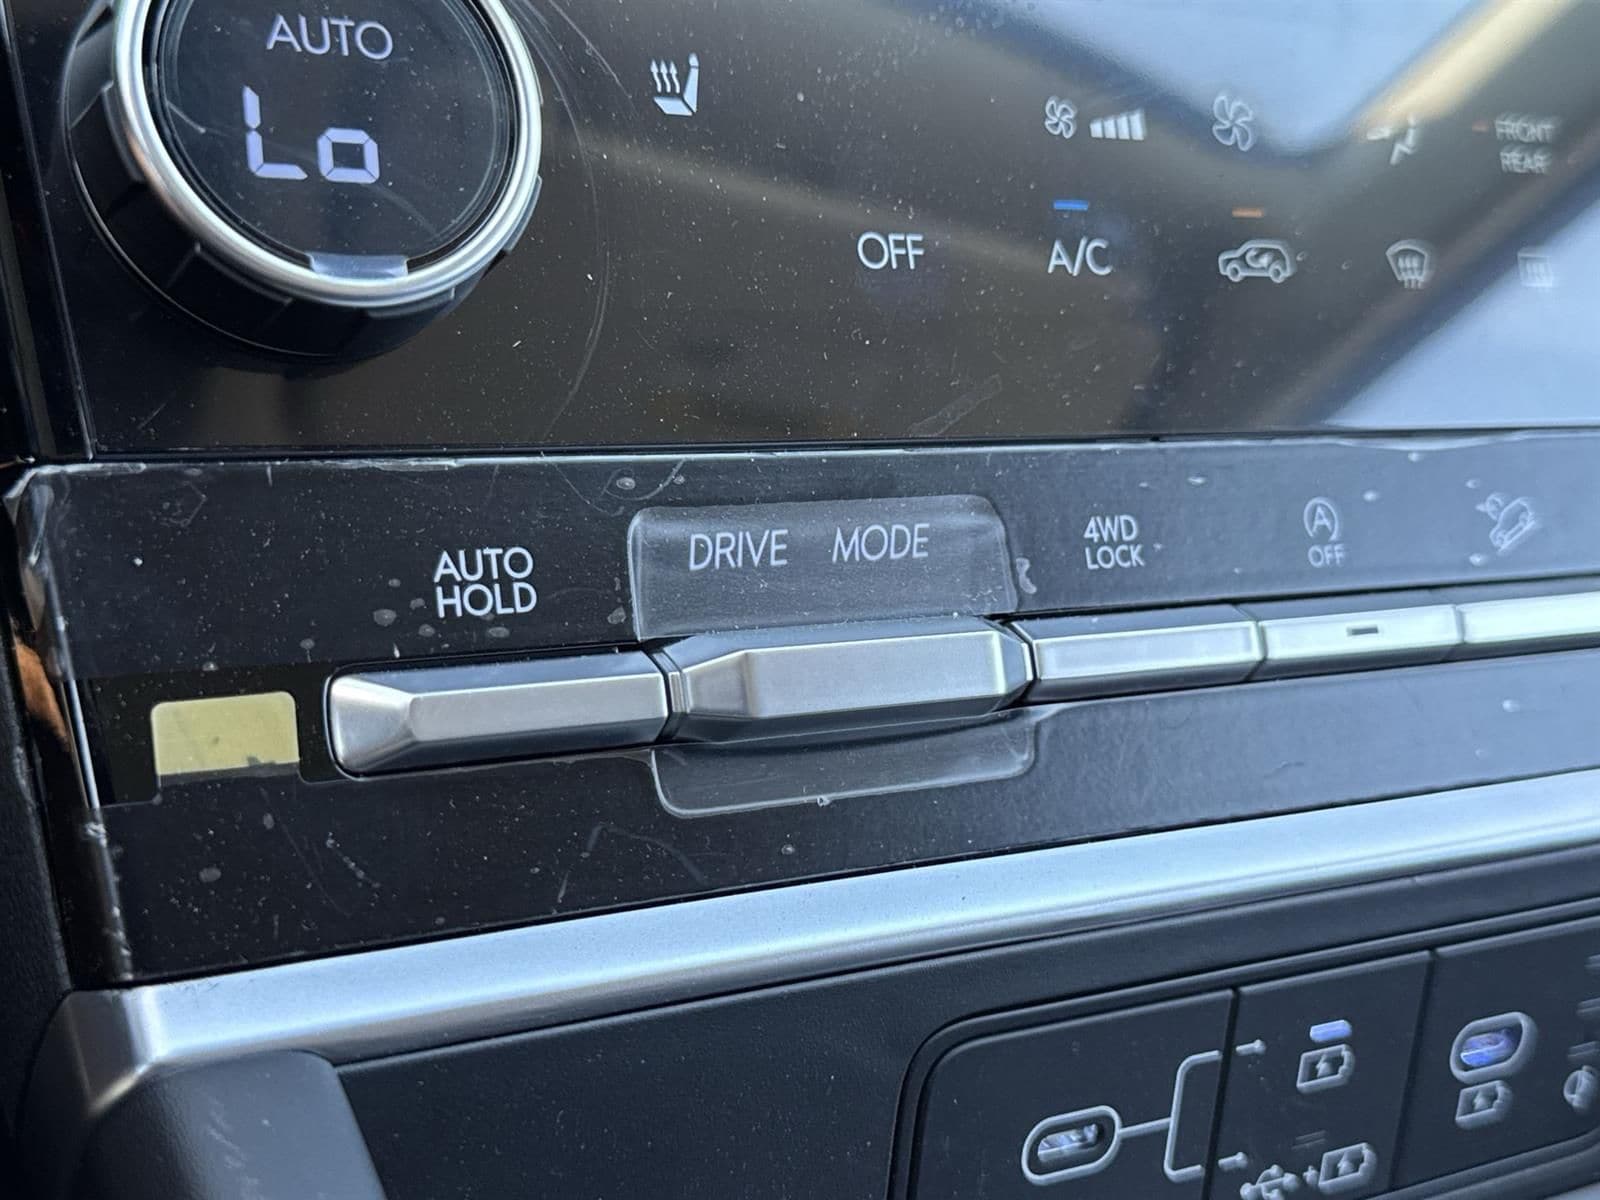 AUTO
Lo
FRONT
REAR
OFF
A/C
AUTO
HOLD
DRIVE MODE
4WD
LOCK
A
OFF